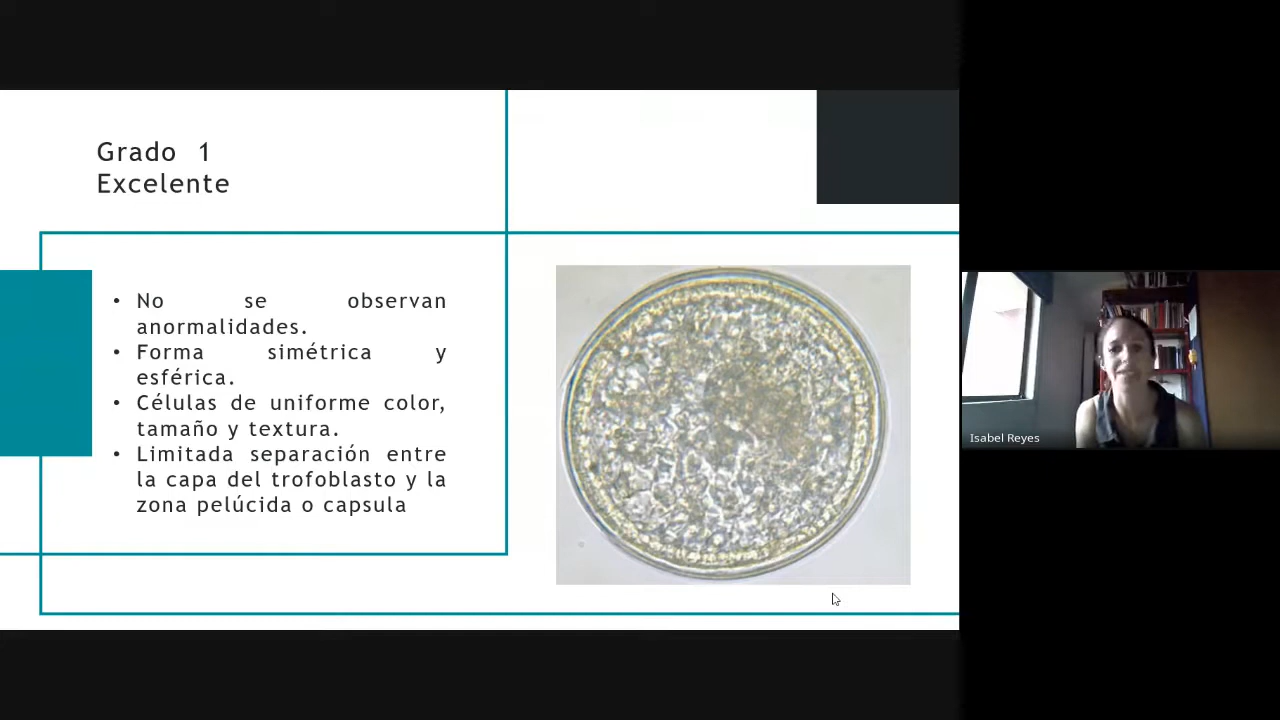 Grado 1
Excelente
• No se observan
anormalidades.
• Forma simétrica y
esférica.
• Células de uniforme color,
tamaño y textura.
• Limitada separación entre
la capa del trofoblasto y la
zona pelúcida o capsula
Isabel Reyes